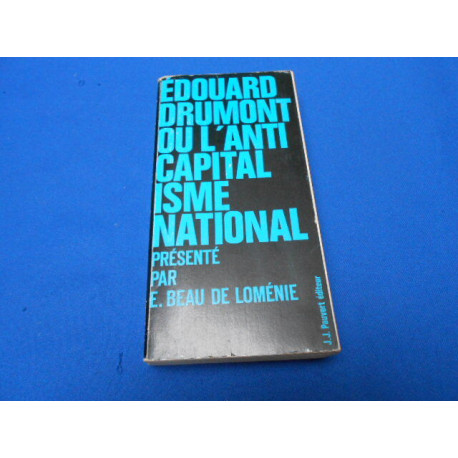 ÉDOUARD
DRUMONT
OU L'ANTI
CAPITAL
ISME
NATIONAL
PRÉSENTÉ
PAR
E. BEAU DE LOMÉNIE
J.J. Pauvert éditeur